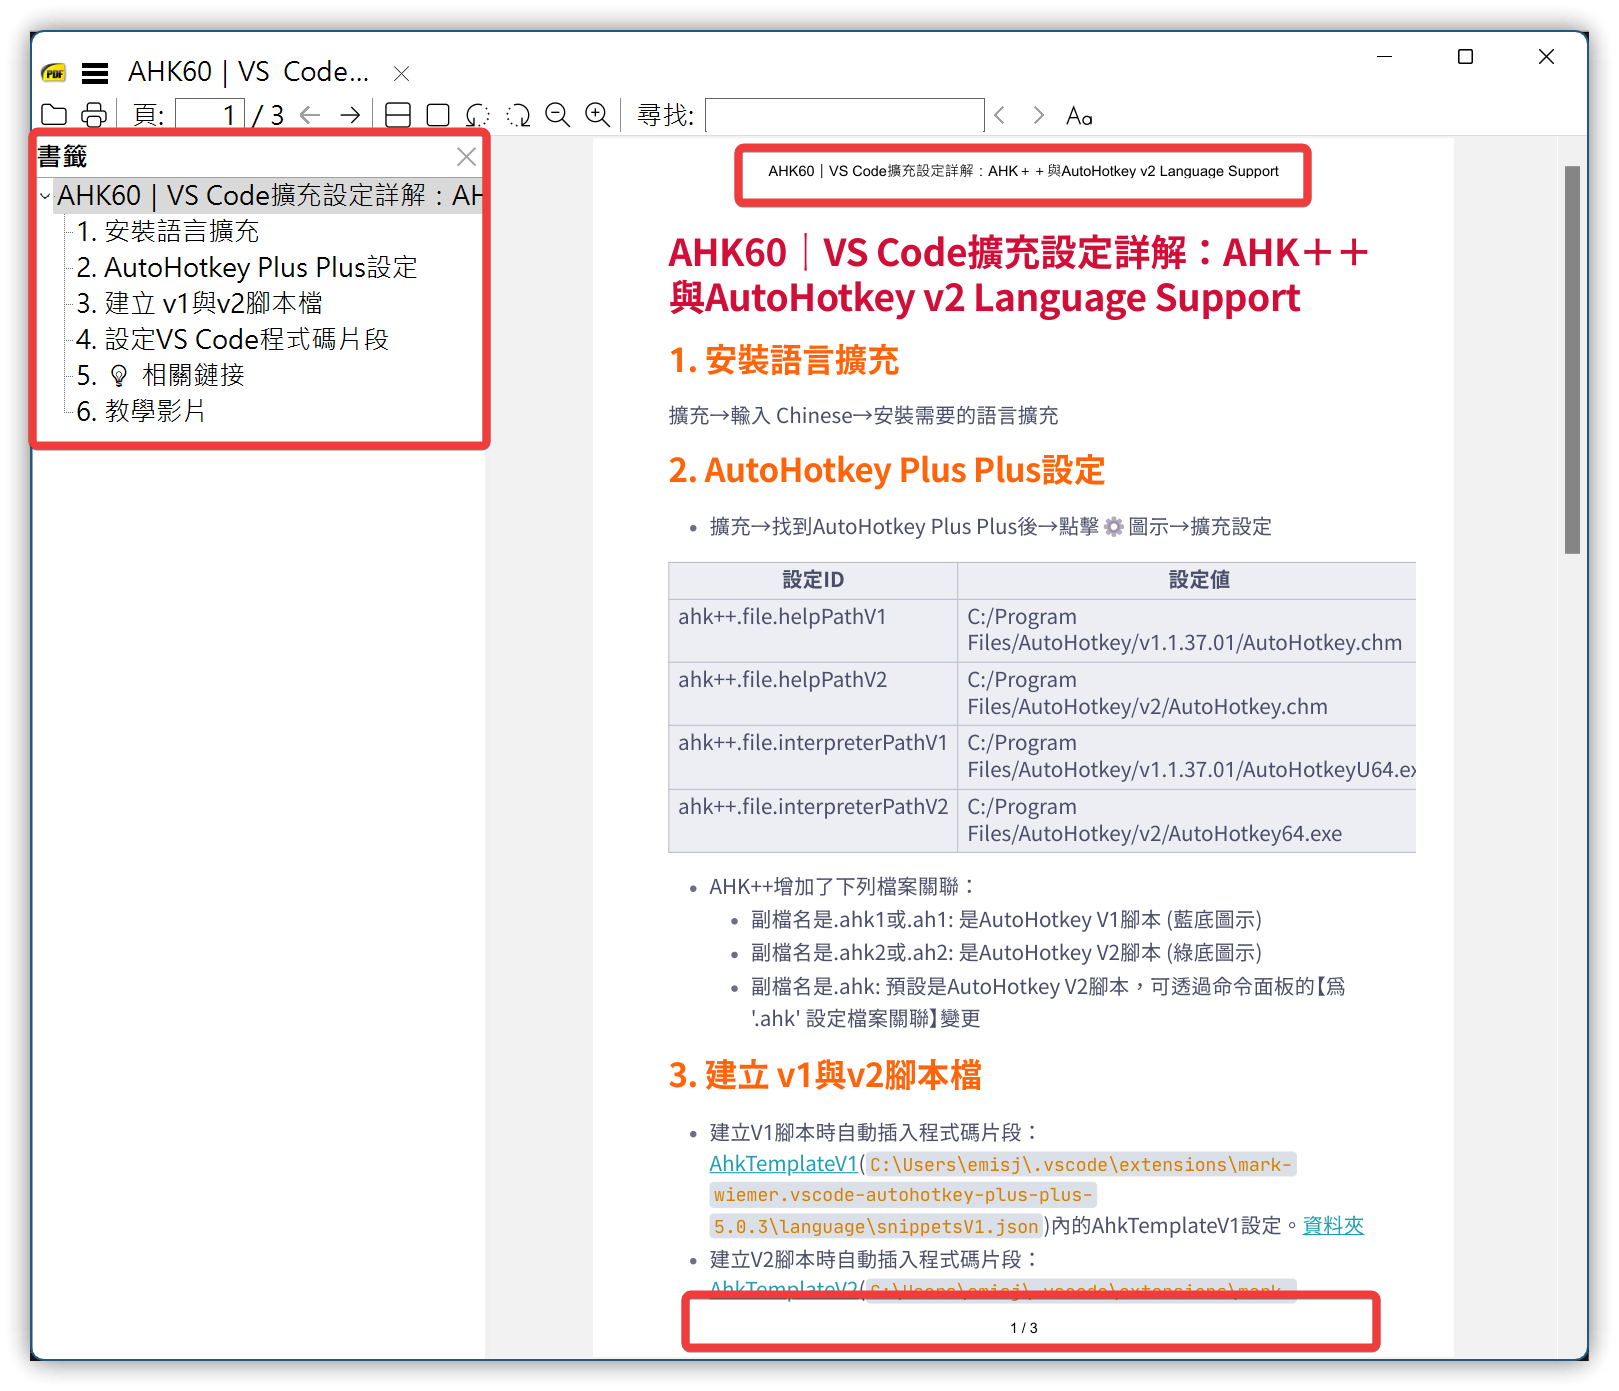 PDF
AHK60 | VS Code...
頁: 1 / 3
尋找:
Aa
書籤
AHK60 | VS Code擴充設定詳解：AH
1. 安裝語言擴充
2. AutoHotkey Plus Plus設定
3. 建立 v1與v2腳本檔
4. 設定VS Code程式碼片段
5. 相關鏈接
6. 教學影片
AHK60｜VS Code擴充設定詳解：AHK＋＋與AutoHotkey v2 Language Support
AHK60｜VS Code擴充設定詳解：AHK＋＋
與AutoHotkey v2 Language Support
1. 安裝語言擴充
擴充→輸入 Chinese→安裝需要的語言擴充
2. AutoHotkey Plus Plus設定
• 擴充→找到AutoHotkey Plus Plus後→點擊⚙圖示→擴充設定
設定ID 設定值
ahk++.file.helpPathV1 C:/Program
Files/AutoHotkey/v1.1.37.01/AutoHotkey.chm
ahk++.file.helpPathV2 C:/Program
Files/AutoHotkey/v2/AutoHotkey.chm
ahk++.file.interpreterPathV1 C:/Program
Files/AutoHotkey/v1.1.37.01/AutoHotkeyU64.ex
ahk++.file.interpreterPathV2 C:/Program
Files/AutoHotkey/v2/AutoHotkey64.exe
• AHK++增加了下列檔案關聯：
• 副檔名是.ahk1或.ah1: 是AutoHotkey V1腳本 (藍底圖示)
• 副檔名是.ahk2或.ah2: 是AutoHotkey V2腳本 (綠底圖示)
• 副檔名是.ahk: 預設是AutoHotkey V2腳本，可透過命令面板的【為
'.ahk' 設定檔案關聯】變更
3. 建立 v1與v2腳本檔
• 建立V1腳本時自動插入程式碼片段：
AhkTemplateV1(C:\Users\emisj\.vscode\extensions\mark-
wiemer.vscode-autohotkey-plus-plus-
5.0.3\language\snippetsV1.json)內的AhkTemplateV1設定。資料夾
• 建立V2腳本時自動插入程式碼片段：
AhkTemplateV2(C:\Users\emisj\.vscode\extensions\mark-
1 / 3